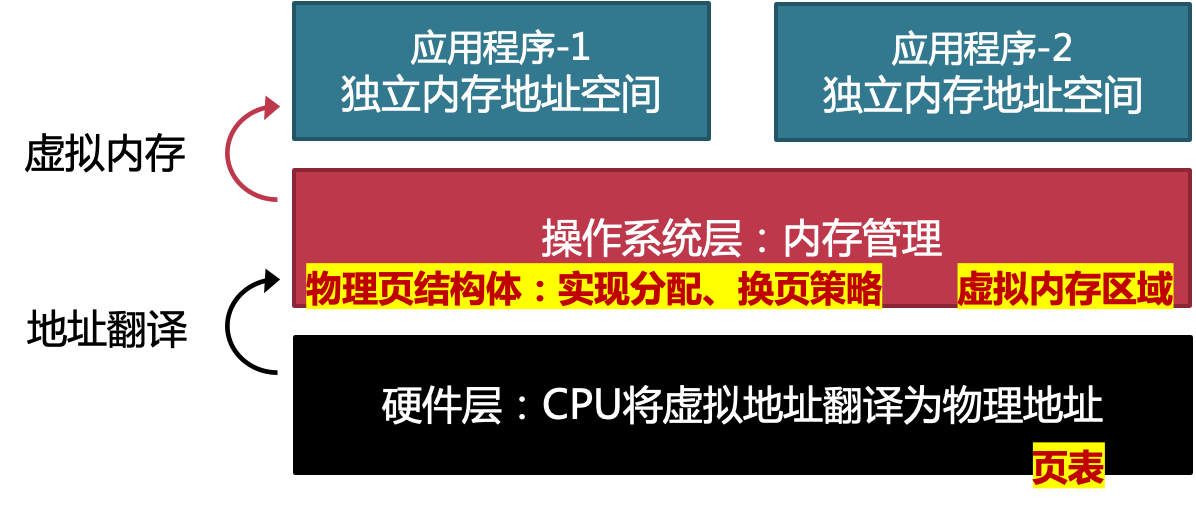 应用程序-1
独立内存地址空间
应用程序-2
独立内存地址空间
虚拟内存
操作系统层：内存管理
物理页结构体：实现分配、换页策略
虚拟内存区域
地址翻译
硬件层：CPU将虚拟地址翻译为物理地址
页表